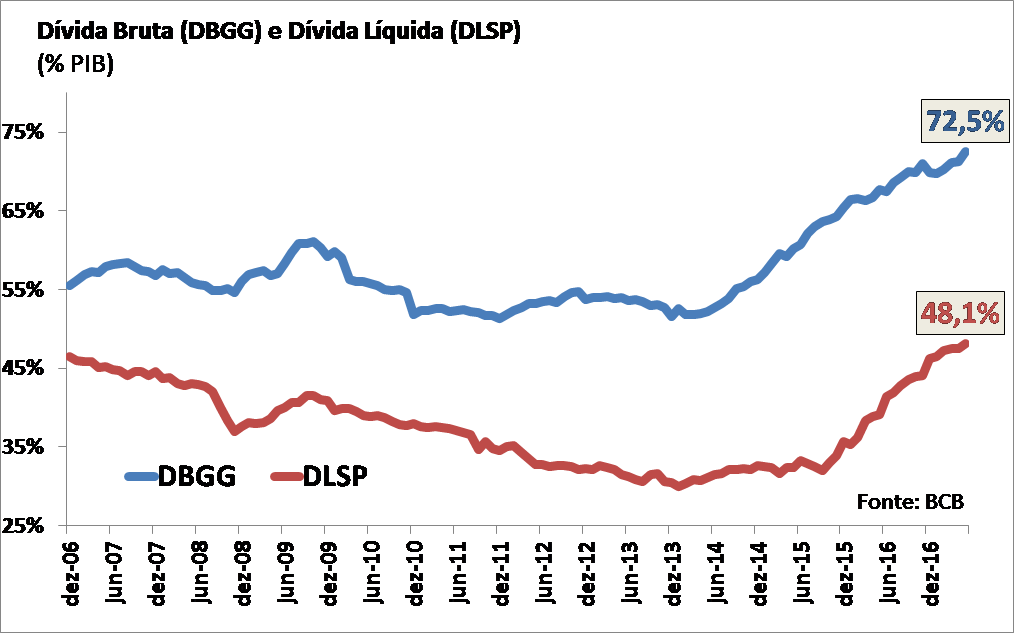 Dívida Bruta (DBGG) e Dívida Líquida (DLSP)
(% PIB)
75%
65%
55%
45%
35%
25%
72,5%
48,1%
DBGG
DLSP
Fonte: BCB
dez-06
jun-07
dez-07
jun-08
dez-08
jun-09
dez-09
jun-10
dez-10
jun-11
dez-11
jun-12
dez-12
jun-13
dez-13
jun-14
dez-14
jun-15
dez-15
jun-16
dez-16